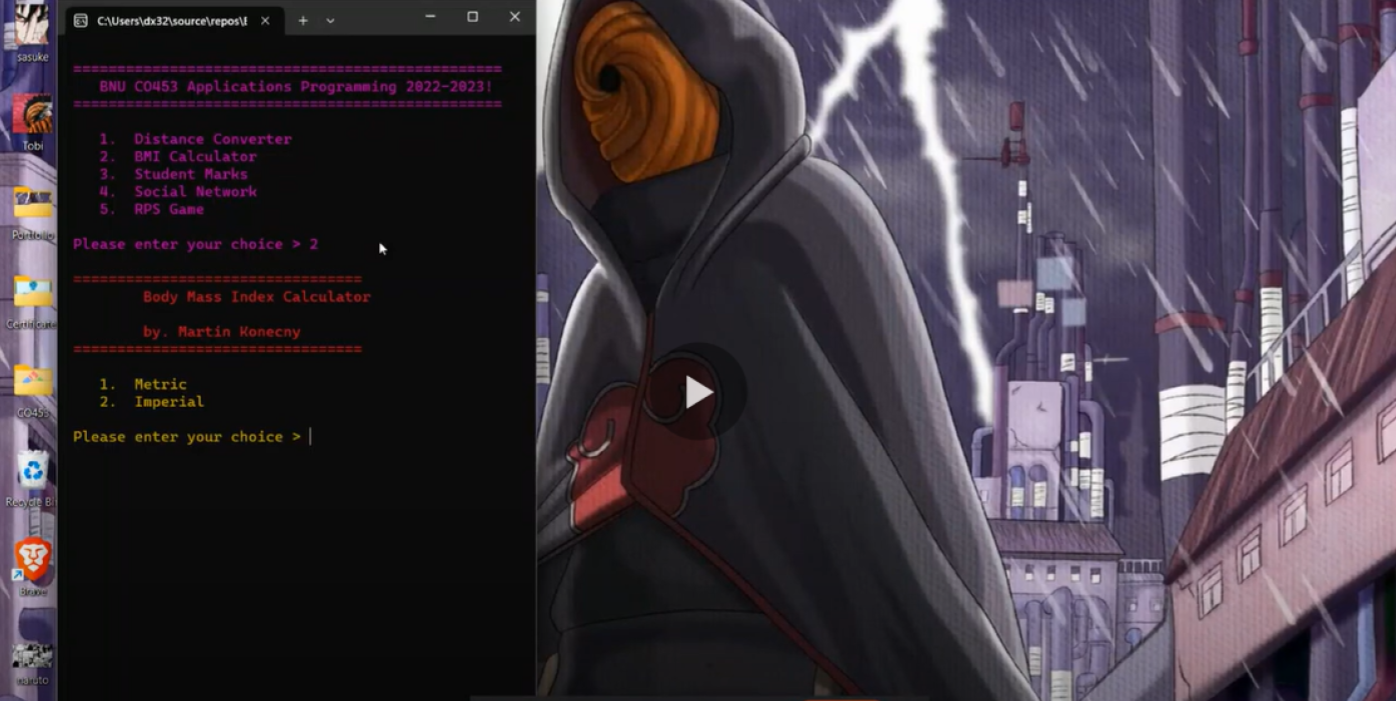 sasuke
Tobi
Portfolio
Certificate
CO453
Recycle Bi
Brave
naruto
C:\Users\dx32\source\repos\
=================================================
BNU CO453 Applications Programming 2022-2023!
=================================================
1. Distance Converter
2. BMI Calculator
3. Student Marks
4. Social Network
5. RPS Game
Please enter your choice > 2
=================================
Body Mass Index Calculator
by. Martin Konecny
=================================
1. Metric
2. Imperial
Please enter your choice >